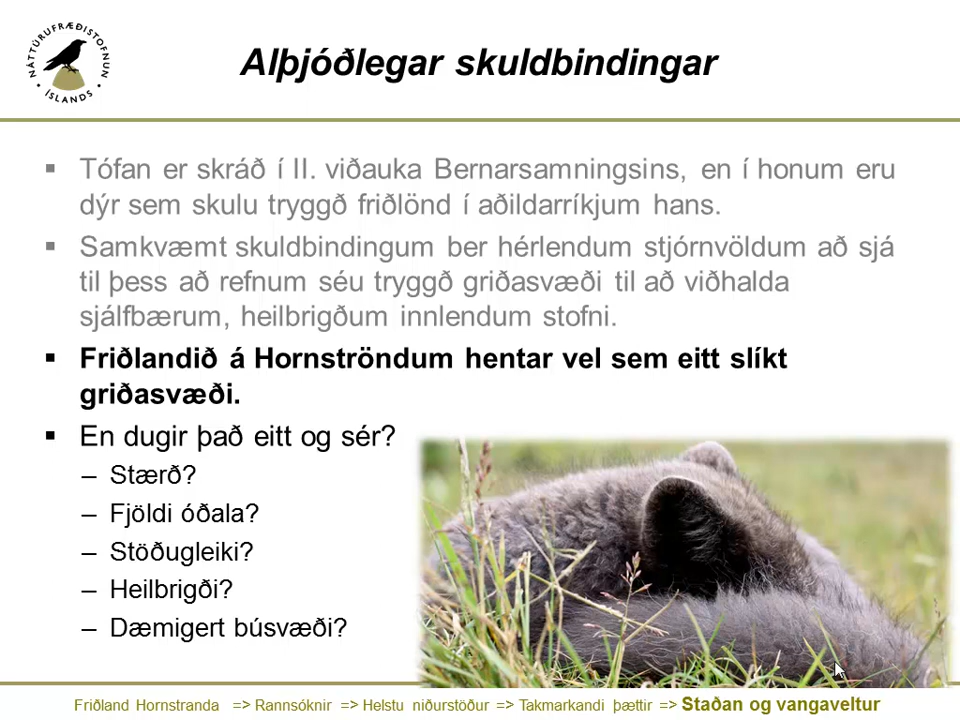 NÁTTÚRUFRÆÐISTOFNUN
• ÍSLANDS •
Alþjóðlegar skuldbindingar
▪ Tófan er skráð í II. viðauka Bernarsamningsins, en í honum eru
dýr sem skulu tryggð friðlönd í aðildarríkjum hans.
▪ Samkvæmt skuldbindingum ber hérlendum stjórnvöldum að sjá
til þess að refnum séu tryggð griðasvæði til að viðhalda
sjálfbærum, heilbrigðum innlendum stofni.
▪ Friðlandið á Hornströndum hentar vel sem eitt slíkt
griðasvæði.
▪ En dugir það eitt og sér?
– Stærð?
– Fjöldi óðala?
– Stöðugleiki?
– Heilbrigði?
– Dæmigert búsvæði?
Friðland Hornstranda => Rannsóknir => Helstu niðurstöður => Takmarkandi þættir => Staðan og vangaveltur